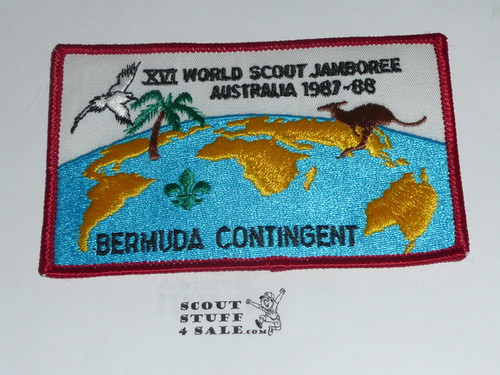 XVI WORLD SCOUT JAMBOREE
AUSTRALIA 1987-88
BERMUDA CONTINGENT
SCOUT
STUFF
4 SALE.com